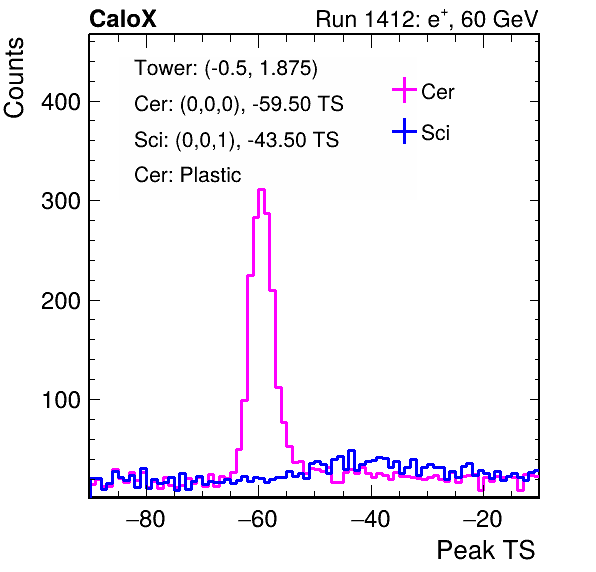 CaloX Run 1412: e⁺, 60 GeV
Counts
Tower: (-0.5, 1.875)
Cer: (0,0,0), -59.50 TS
Sci: (0,0,1), -43.50 TS
Cer: Plastic
Cer
Sci
400
300
200
100
−80 −60 −40 −20
Peak TS